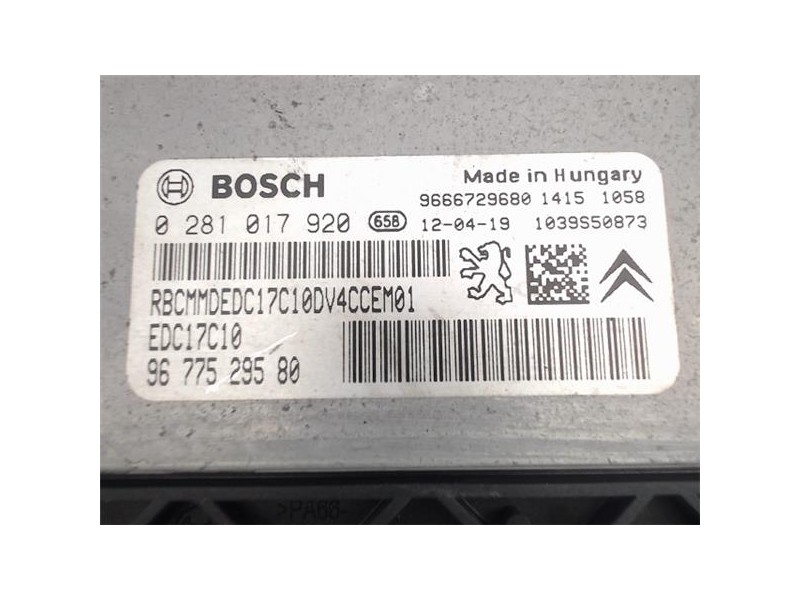 BOSCH
Made in Hungary
9666729680 1415 1058
0 281 017 920 658 12-04-19 1039S50873
RBCMMDEDC17C10DV4CCEM01
EDC17C10
96 775 295 80
>PA66-